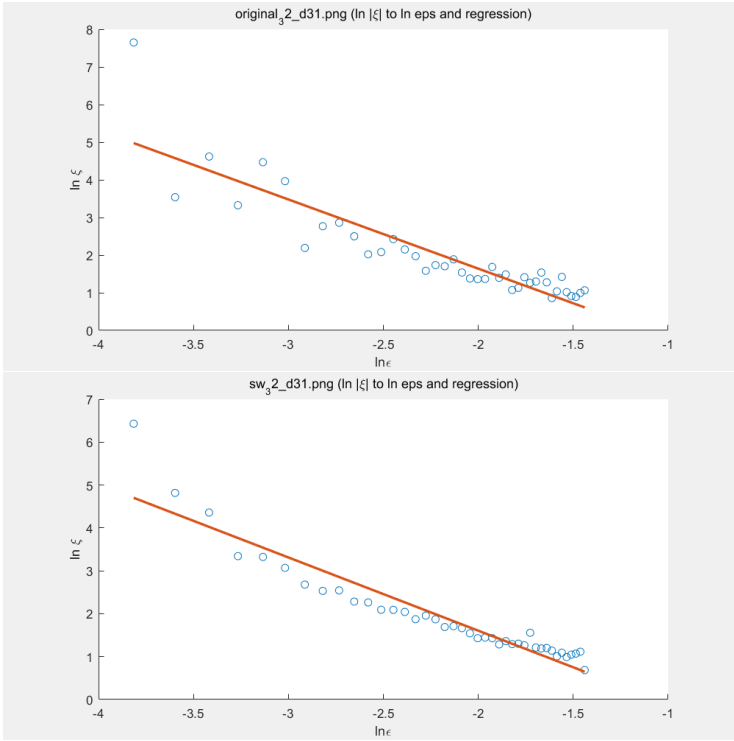 original₃2_d31.png (ln |ξ| to ln eps and regression)
8
7
6
5
4
3
2
1
0
ln ξ
-4 -3.5 -3 -2.5 -2 -1.5 -1
lnϵ
sw₃2_d31.png (ln |ξ| to ln eps and regression)
7
6
5
4
3
2
1
0
ln ξ
-4 -3.5 -3 -2.5 -2 -1.5 -1
lnϵ